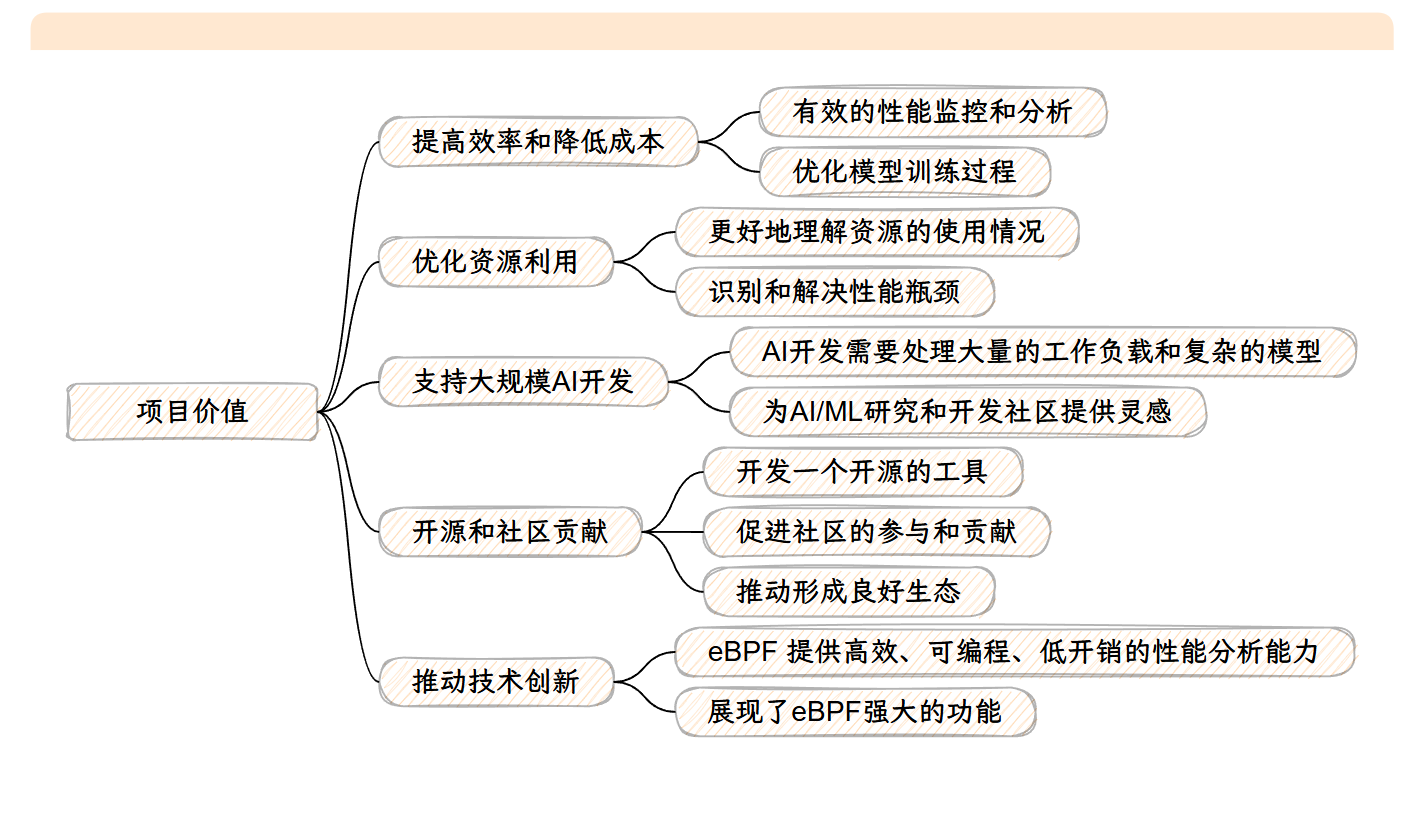 项目价值
提高效率和降低成本
有效的性能监控和分析
优化模型训练过程
优化资源利用
更好地理解资源的使用情况
识别和解决性能瓶颈
支持大规模AI开发
AI开发需要处理大量的工作负载和复杂的模型
为AI/ML研究和开发社区提供灵感
开源和社区贡献
开发一个开源的工具
促进社区的参与和贡献
推动形成良好生态
推动技术创新
eBPF 提供高效、可编程、低开销的性能分析能力
展现了eBPF强大的功能